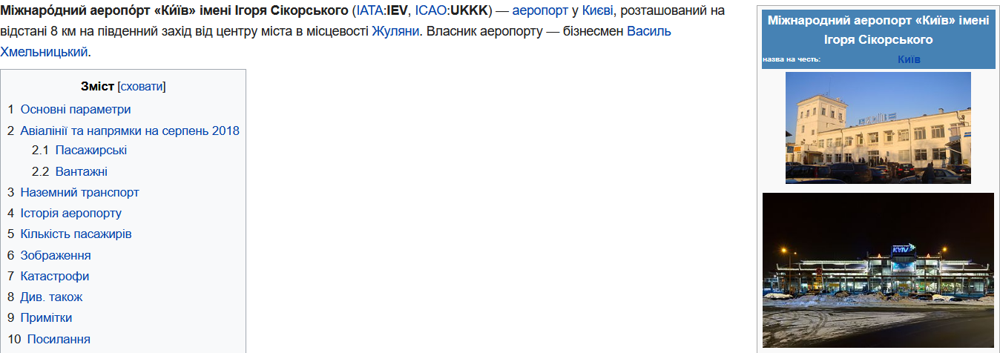 Міжнаро́дний аеропо́рт «Ки́їв» імені Ігоря Сікорського (IATA:IEV, ICAO:UKKK) — аеропорт у Києві, розташований на
відстані 8 км на південний захід від центру міста в місцевості Жуляни. Власник аеропорту — бізнесмен Василь
Хмельницький.
Зміст [сховати]
1 Основні параметри
2 Авіалінії та напрямки на серпень 2018
2.1 Пасажирські
2.2 Вантажні
3 Наземний транспорт
4 Історія аеропорту
5 Кількість пасажирів
6 Зображення
7 Катастрофи
8 Див. також
9 Примітки
10 Посилання
Міжнародний аеропорт «Київ» імені
Ігоря Сікорського
назва на честь: Київ
КИЇВ
KYIV